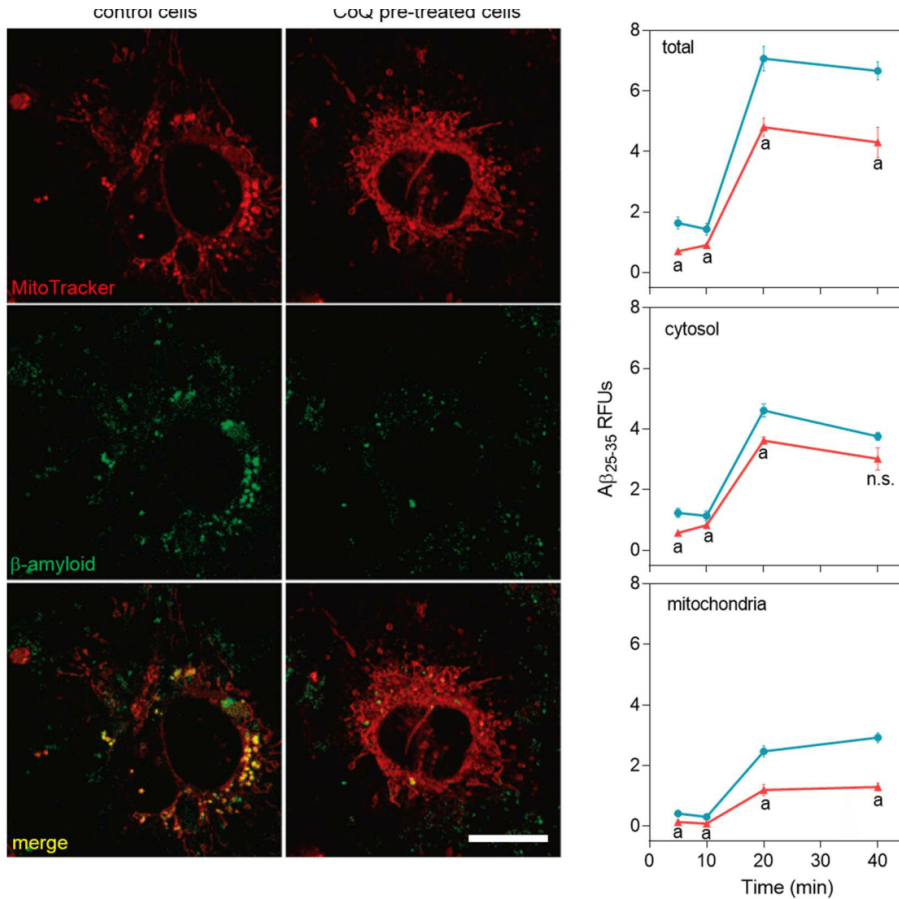 control cells
CoQ pre-treated cells
MitoTracker
β-amyloid
merge
total
8
6
4
2
0
a
a
a
a
cytosol
8
6
4
2
0
a
a
a
n.s.
Aβ25-35 RFUs
mitochondria
8
6
4
2
0
a
a
a
a
0
10
20
30
40
Time (min)